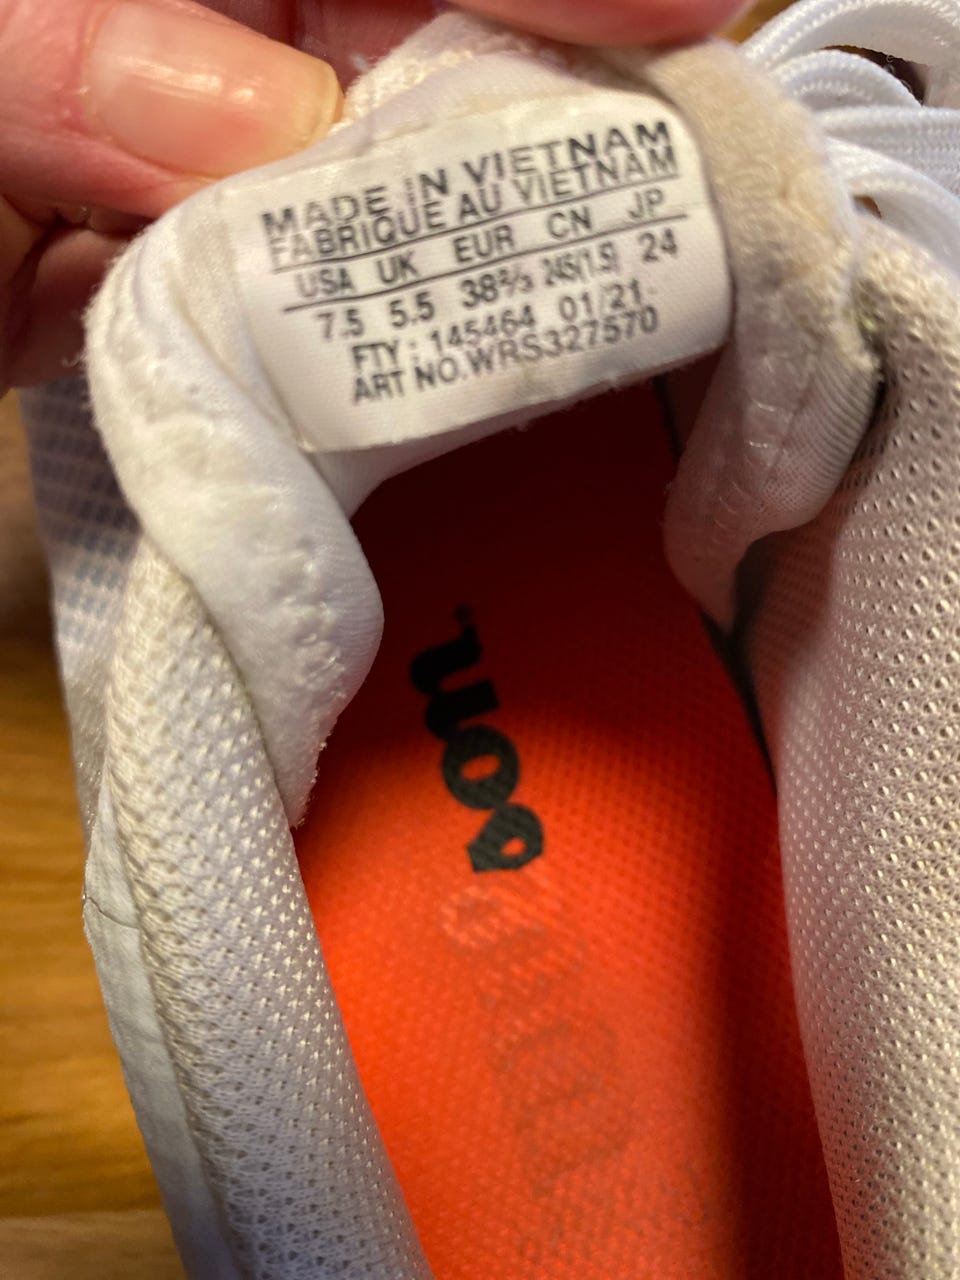 MADE IN VIETNAM
FABRIQUE AU VIETNAM
USA UK EUR CN JP
7.5 5.5 38⅔ 245(1.5) 24
FTY: 145464 01/21
ART NO.WRS327570